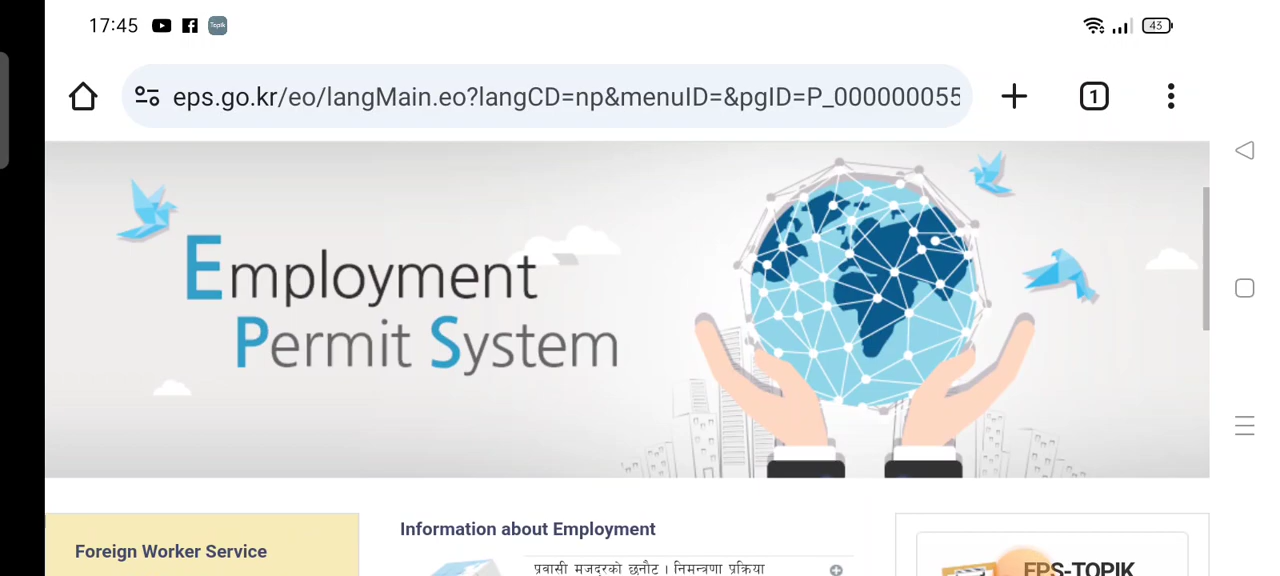 17:45
Topik
43
eps.go.kr/eo/langMain.eo?langCD=np&menuID=&pgID=P_000000055
1
Employment
Permit System
Information about Employment
Foreign Worker Service
EPS-TOPIK
प्रवासी मजदुरको छनौट । निमन्त्रणा प्रक्रिया